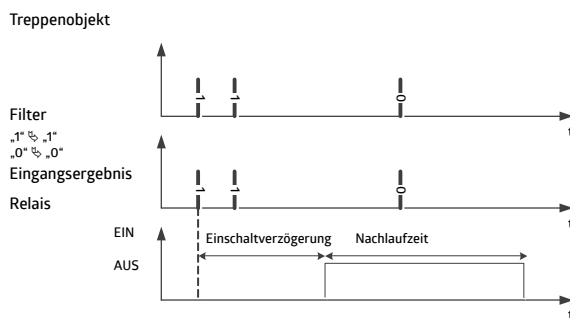 Treppenobjekt
1 1 0
t
Filter
„1“ ⇘ „1“
„0“ ⇘ „0“
Eingangsergebnis
1 1 0
t
Relais
EIN
Einschaltverzögerung Nachlaufzeit
AUS
t